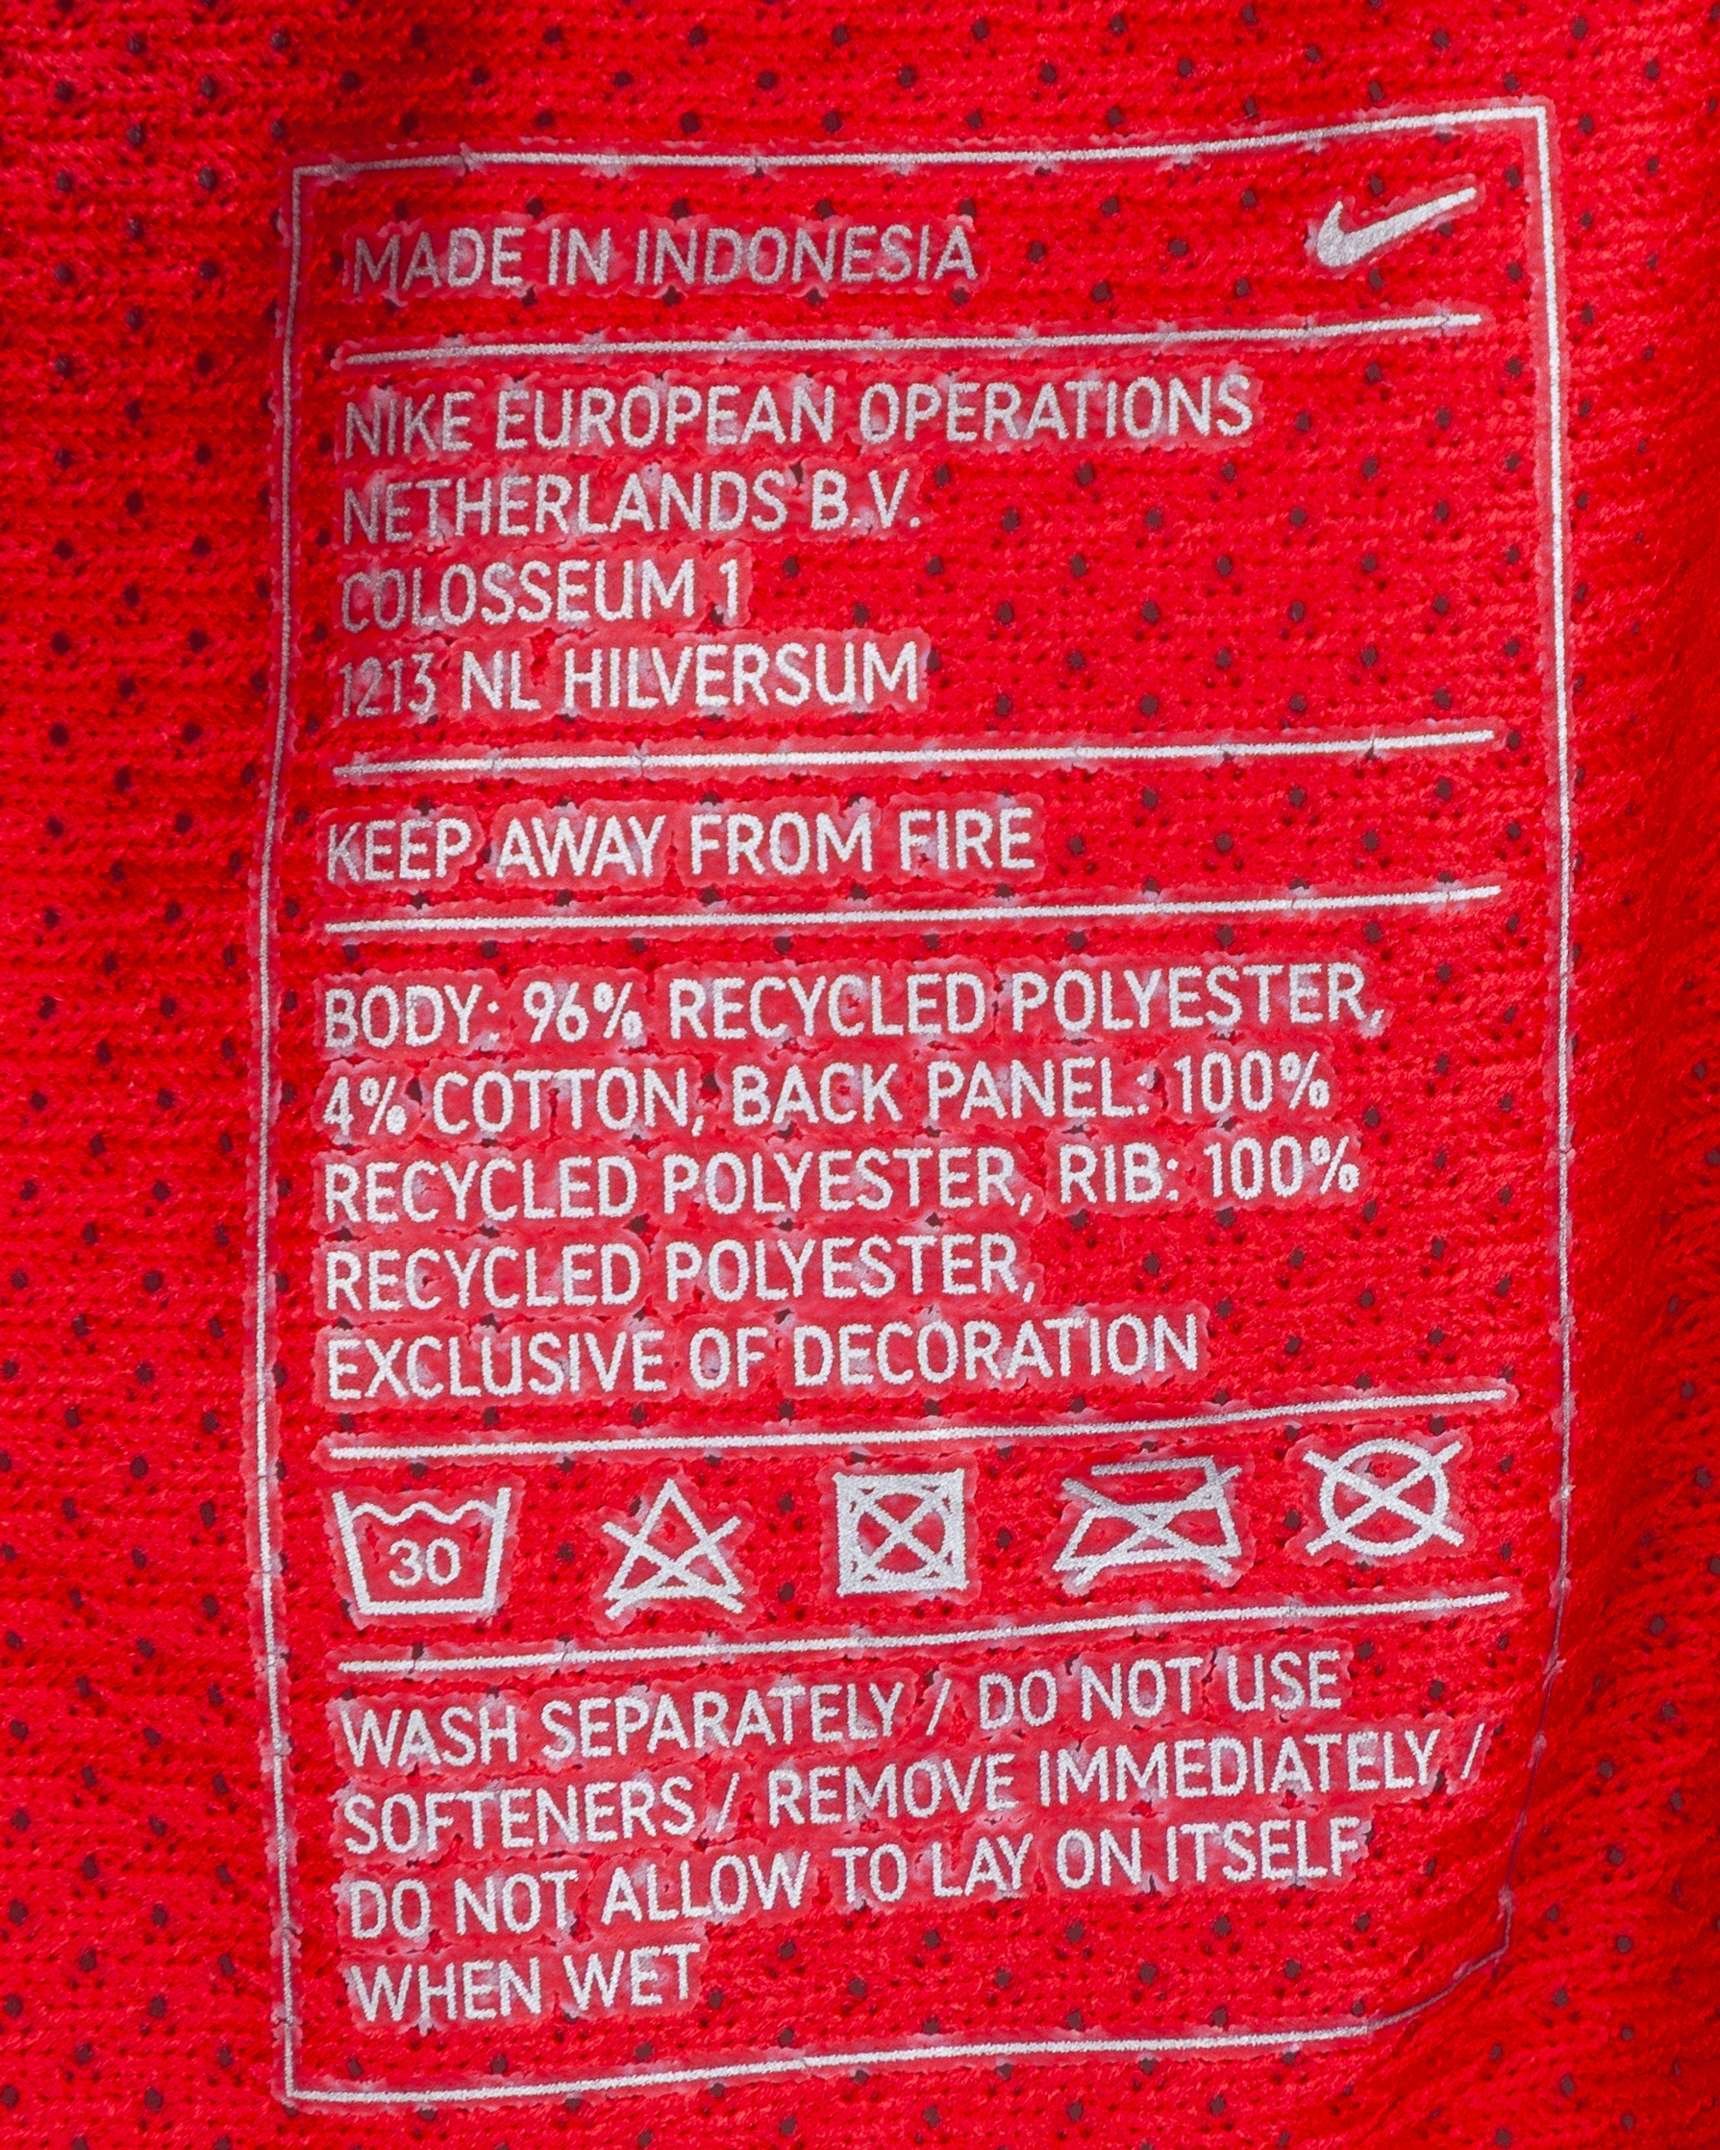 MADE IN INDONESIA
NIKE EUROPEAN OPERATIONS
NETHERLANDS B.V.
COLOSSEUM 1
1213 NL HILVERSUM
KEEP AWAY FROM FIRE
BODY: 96% RECYCLED POLYESTER,
4% COTTON, BACK PANEL: 100%
RECYCLED POLYESTER, RIB: 100%
RECYCLED POLYESTER,
EXCLUSIVE OF DECORATION
30
WASH SEPARATELY / DO NOT USE
SOFTENERS / REMOVE IMMEDIATELY /
DO NOT ALLOW TO LAY ON ITSELF
WHEN WET